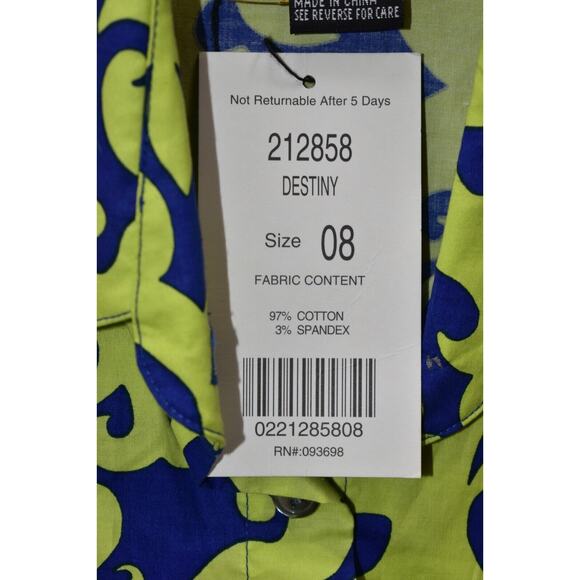 MADE IN CHINA
SEE REVERSE FOR CARE
Not Returnable After 5 Days
212858
DESTINY
Size 08
FABRIC CONTENT
97% COTTON
3% SPANDEX
0221285808
RN#:093698